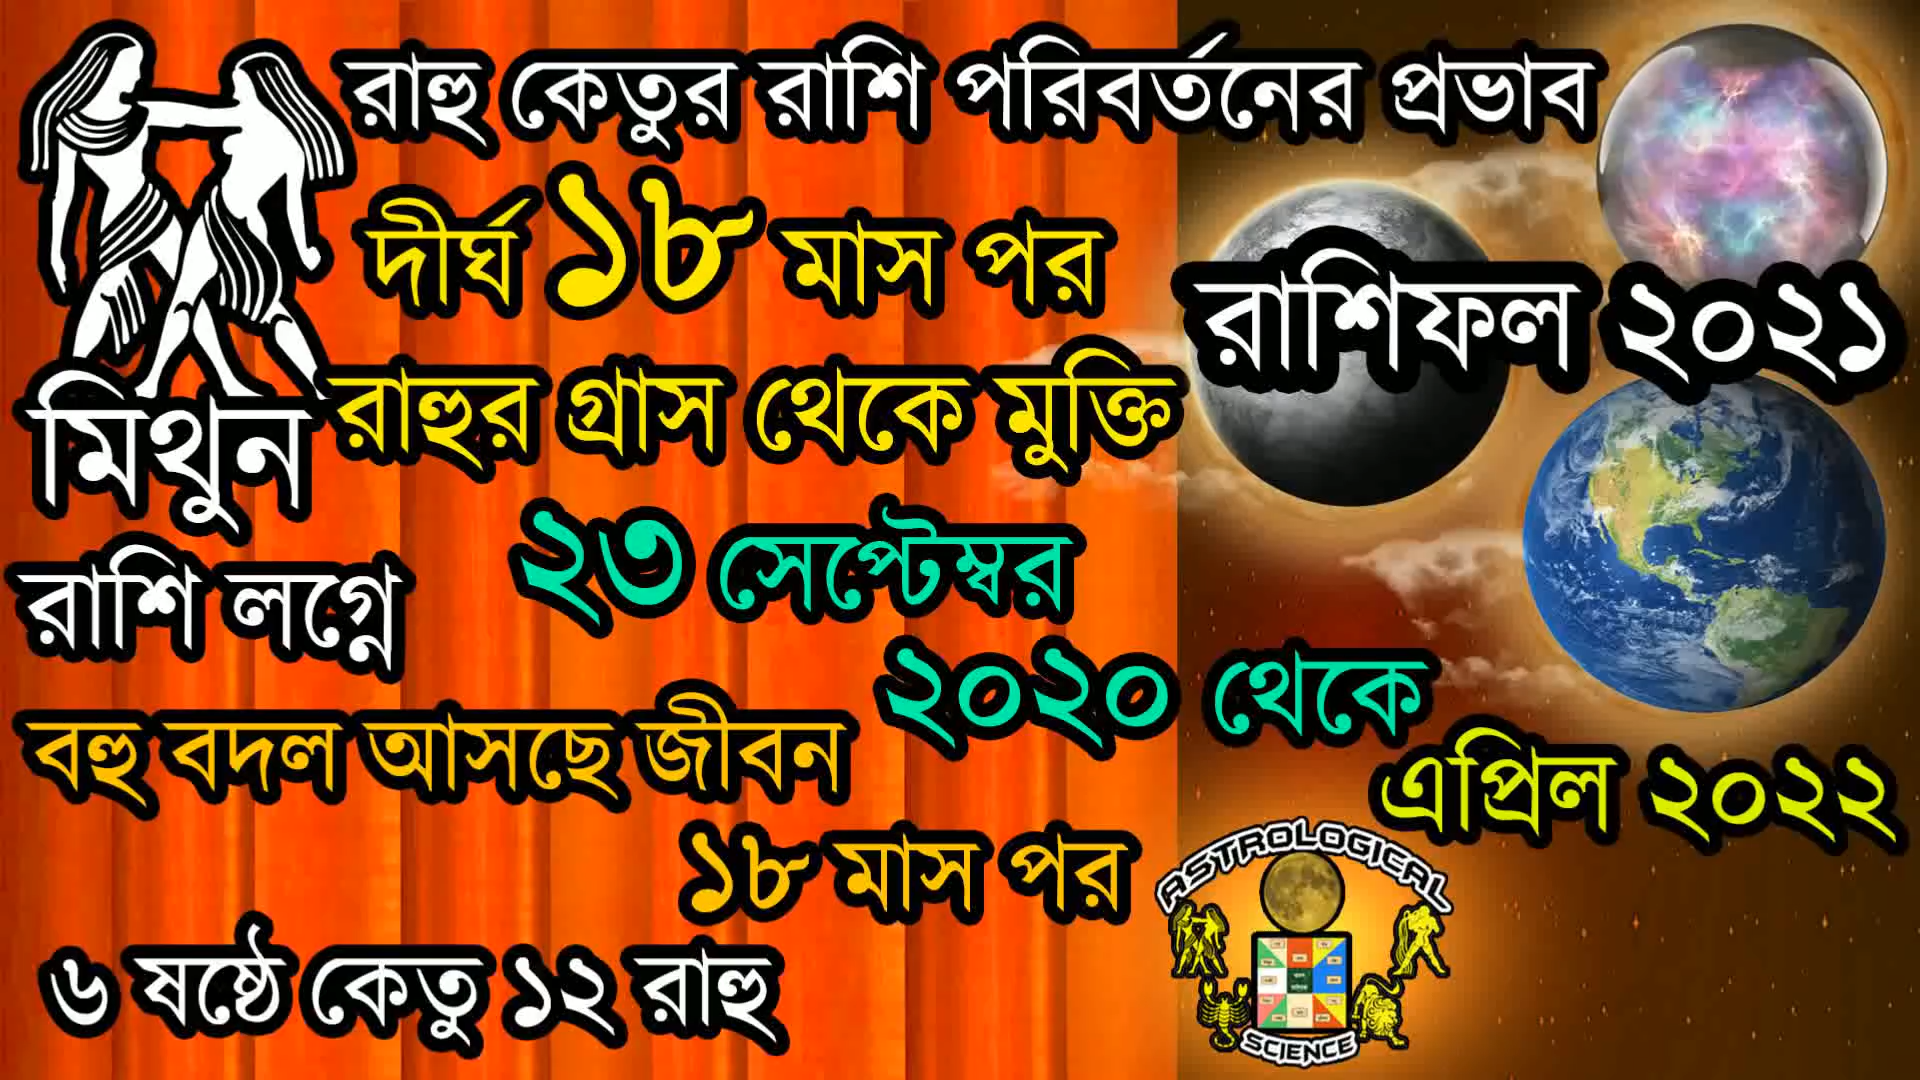 রাহু কেতুর রাশি পরিবর্তনের প্রভাব
দীর্ঘ ১৮ মাস পর
রাশিফল ২০২১
মিথুন
রাহুর গ্রাস থেকে মুক্তি
রাশি লগ্নে
২৩ সেপ্টেম্বর
২০২০ থেকে
এপ্রিল ২০২২
বহু বদল আসছে জীবন
১৮ মাস পর
৬ ষষ্ঠে কেতু ১২ রাহু
ASTROLOGICAL
SCIENCE